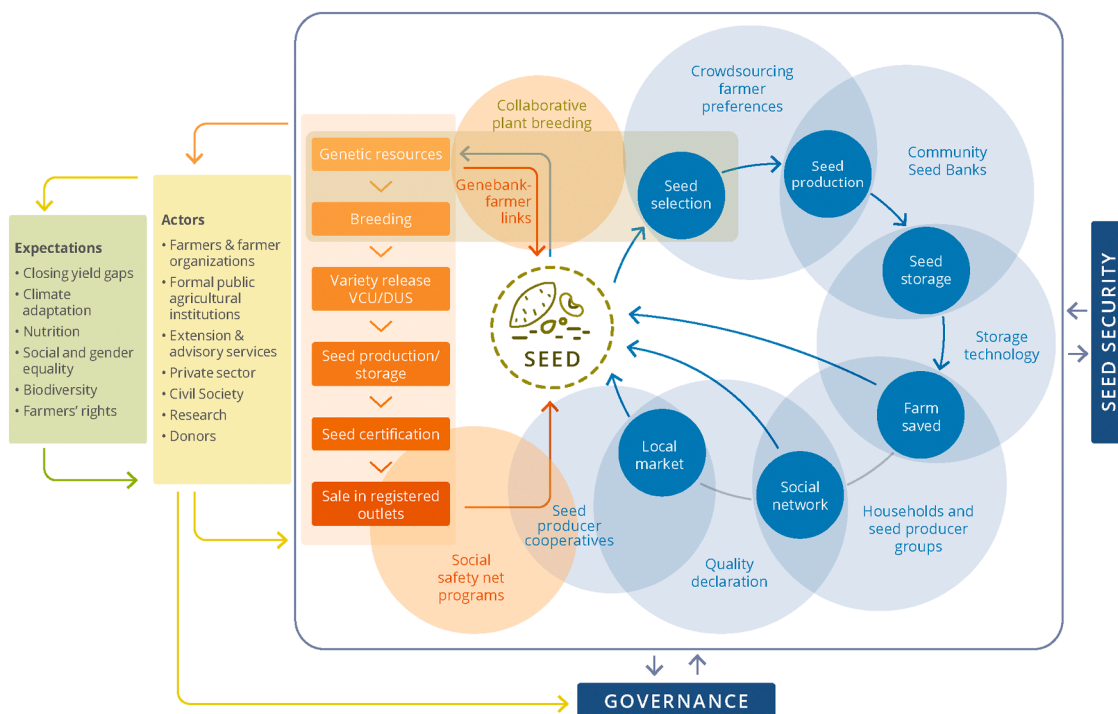 Expectations
• Closing yield gaps
• Climate
adaptation
• Nutrition
• Social and gender
equality
• Biodiversity
• Farmers’ rights
Actors
• Farmers & farmer
organizations
• Formal public
agricultural
institutions
• Extension &
advisory services
• Private sector
• Civil Society
• Research
• Donors
Genetic resources
Breeding
Variety release
VCU/DUS
Seed production/
storage
Seed certification
Sale in registered
outlets
Collaborative
plant breeding
Genebank-
farmer
links
SEED
Social
safety net
programs
Seed
selection
Crowdsourcing
farmer
preferences
Seed
production
Community
Seed Banks
Seed
storage
Storage
technology
Farm
saved
Households and
seed producer
groups
Social
network
Quality
declaration
Local
market
Seed
producer
cooperatives
SEED SECURITY
GOVERNANCE